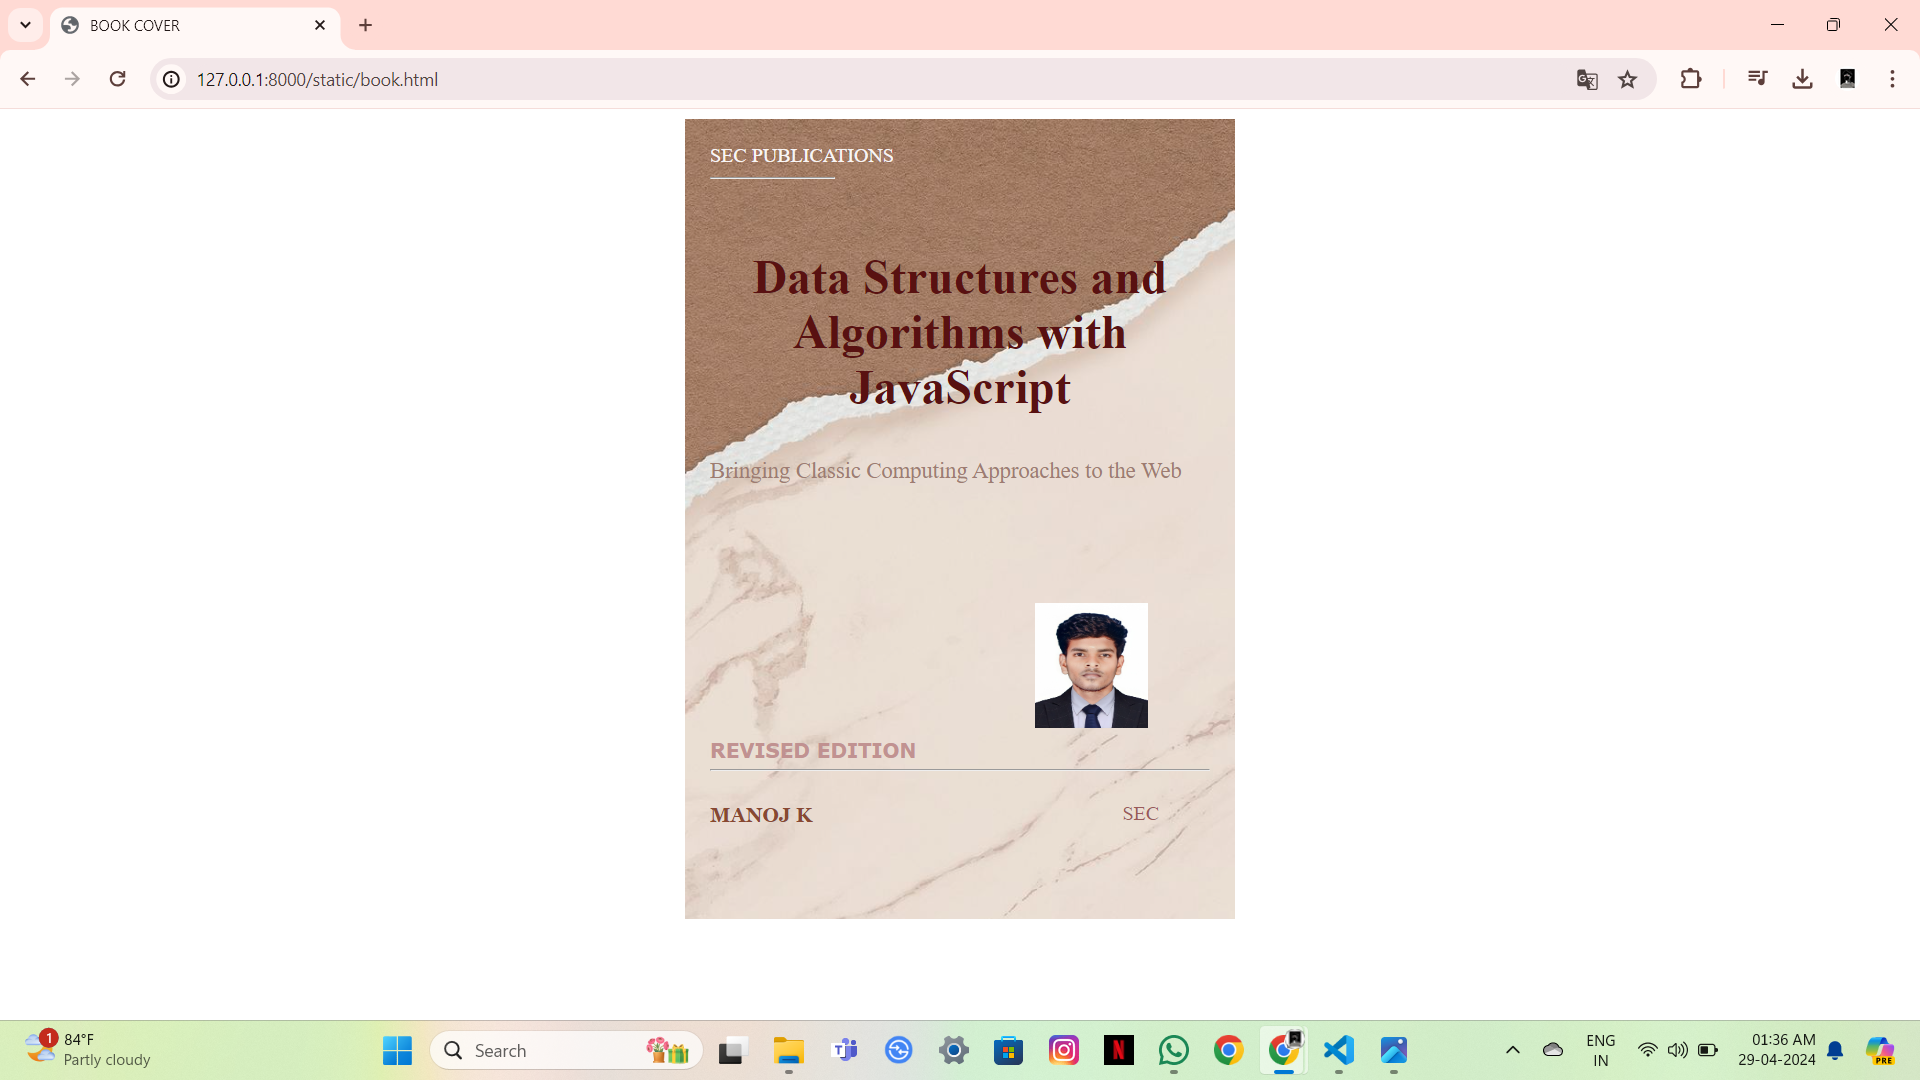 BOOK COVER
127.0.0.1:8000/static/book.html
SEC PUBLICATIONS
Data Structures and
Algorithms with
JavaScript
Bringing Classic Computing Approaches to the Web
REVISED EDITION
MANOJ K
SEC
1
84°F
Partly cloudy
Search
ENG
IN
01:36 AM
29-04-2024
PRE